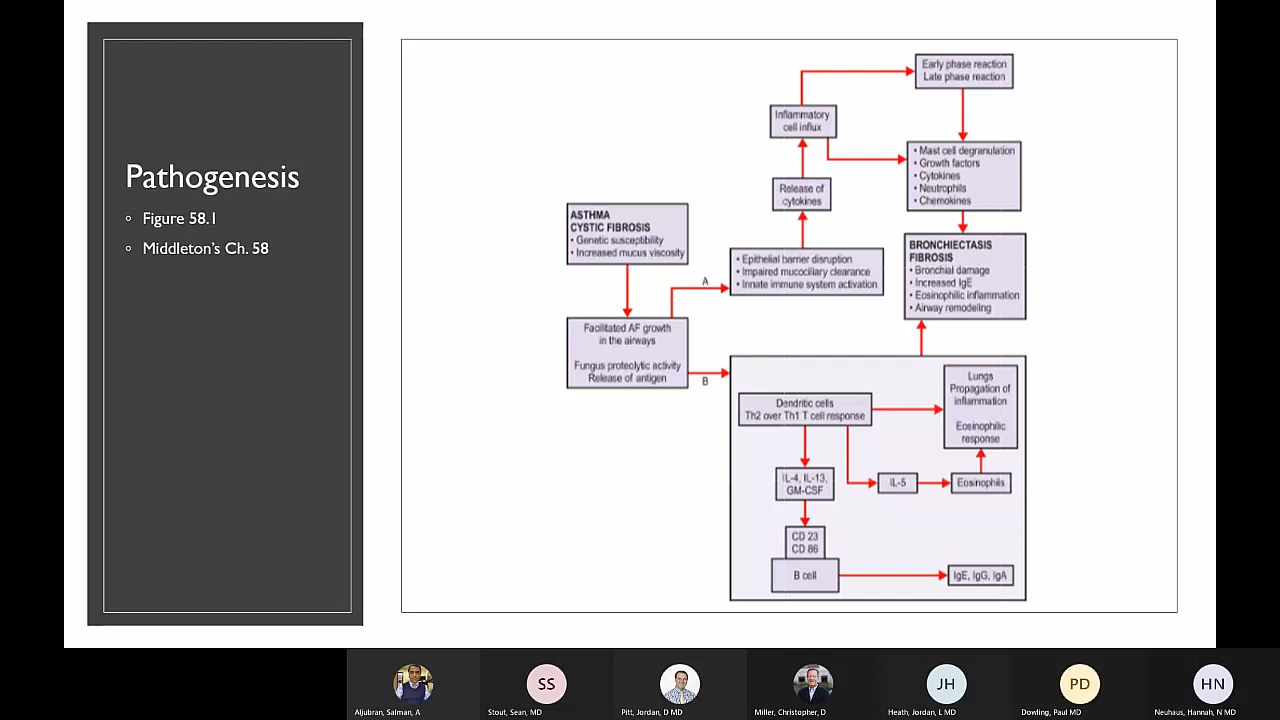 Pathogenesis
Figure 58.1
Middleton's Ch. 58
ASTHMA
CYSTIC FIBROSIS
• Genetic susceptibility
• Increased mucus viscosity
Facilitated AF growth
in the airways
Fungus proteolytic activity
Release of antigen
A
B
• Epithelial barrier disruption
• Impaired mucociliary clearance
• Innate immune system activation
Release of
cytokines
Inflammatory
cell influx
Early phase reaction
Late phase reaction
• Mast cell degranulation
• Growth factors
• Cytokines
• Neutrophils
• Chemokines
BRONCHIECTASIS
FIBROSIS
• Bronchial damage
• Increased IgE
• Eosinophilic inflammation
• Airway remodeling
Dendritic cells
Th2 over Th1 T cell response
Lungs
Propagation of
inflammation
Eosinophilic
response
IL-4, IL-13,
GM-CSF
IL-5
Eosinophils
CD 23
CD 86
B cell
IgE, IgG, IgA
Aljubran, Salman, A
SS
Stout, Sean, MD
Pitt, Jordan, D MD
Miller, Christopher, D
JH
Heath, Jordan, L MD
PD
Dowling, Paul MD
HN
Neuhaus, Hannah, N MD